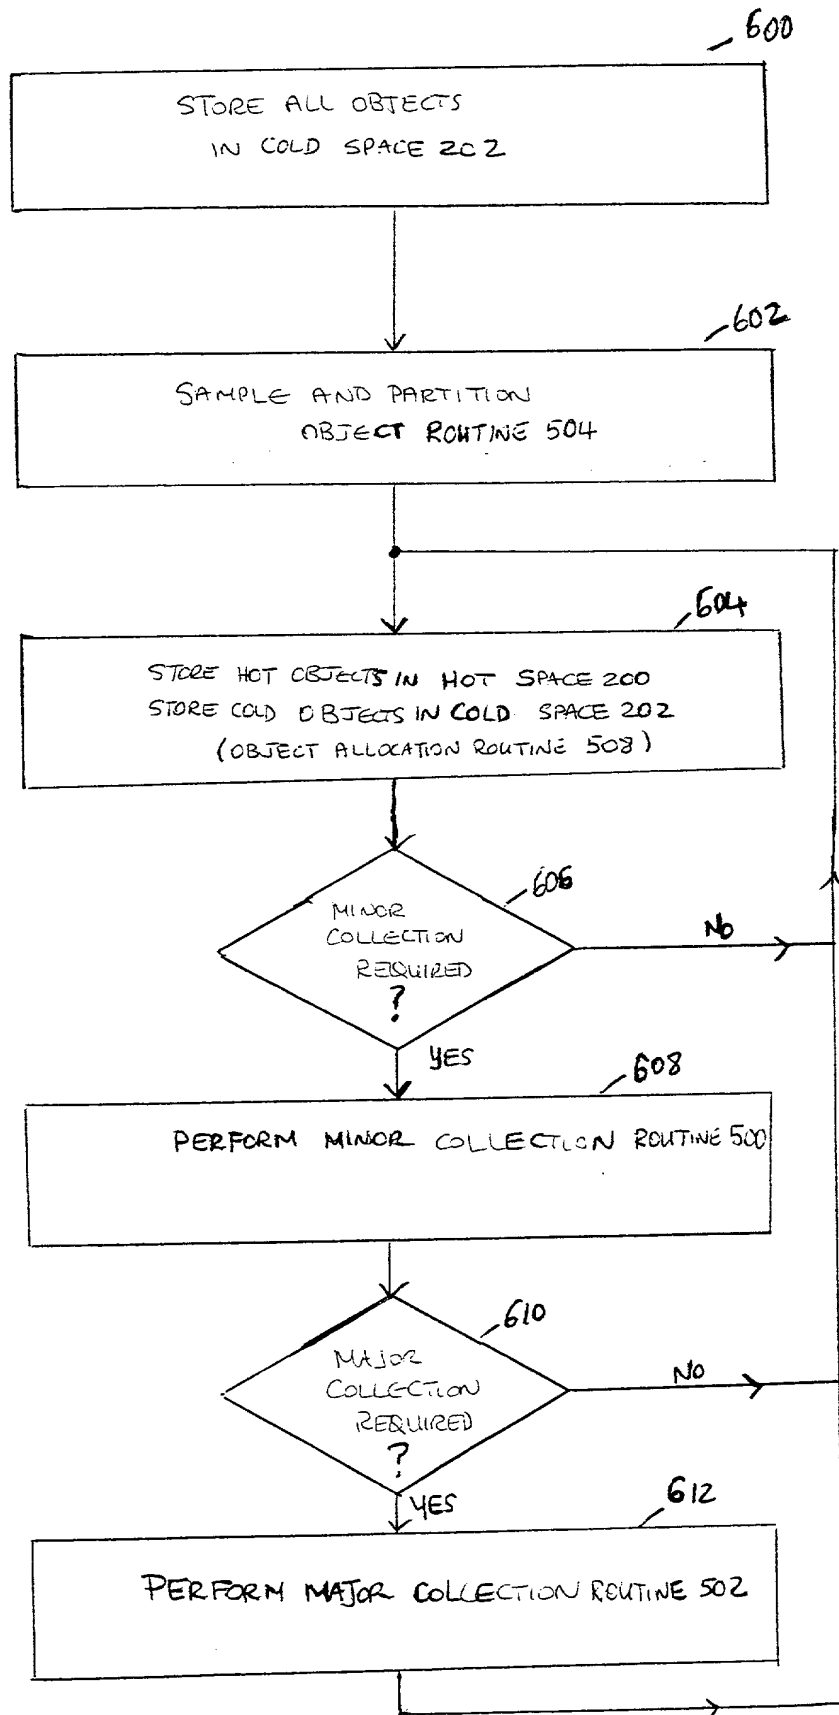 600
STORE ALL OBJECTS
IN COLD SPACE 202
602
SAMPLE AND PARTITION
OBJECT ROUTINE 504
604
STORE HOT OBJECTS IN HOT SPACE 200
STORE COLD OBJECTS IN COLD SPACE 202
(OBJECT ALLOCATION ROUTINE 508)
606
MINOR
COLLECTION
REQUIRED
?
NO
YES
608
PERFORM MINOR COLLECTION ROUTINE 500
610
MAJOR
COLLECTION
REQUIRED
?
NO
YES
612
PERFORM MAJOR COLLECTION ROUTINE 502